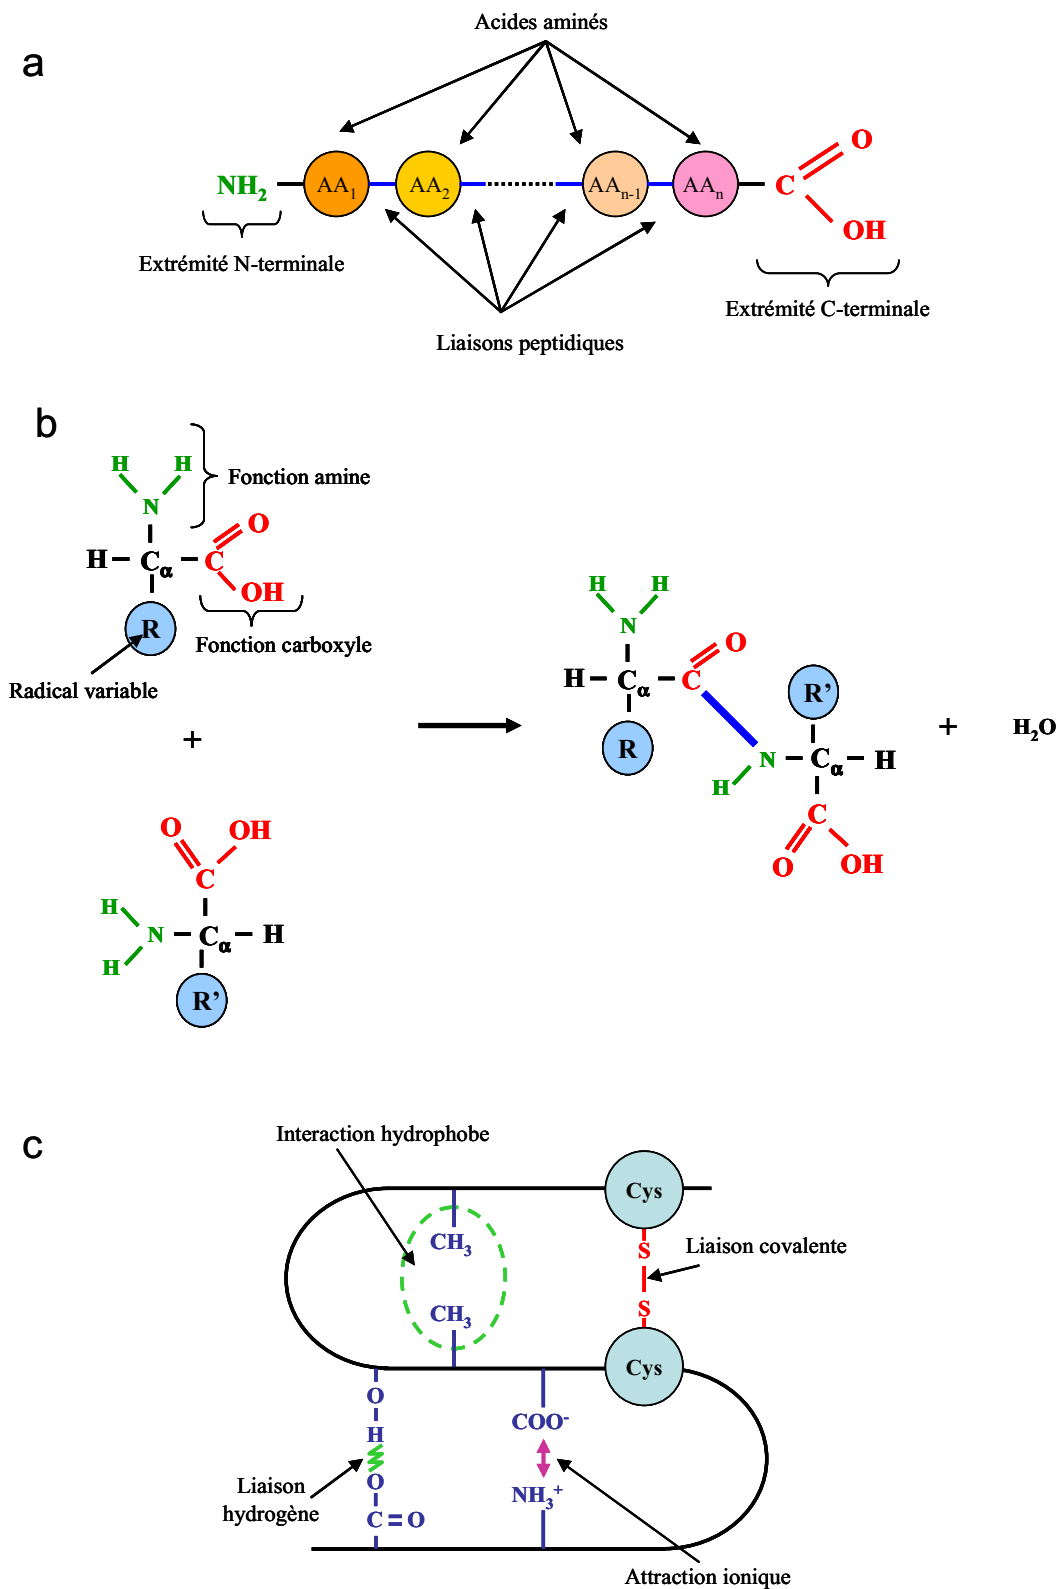 a
Acides aminés
NH2
AA1
AA2
AAn-1
AAn
C
O
OH
Extrémité N-terminale
Extrémité C-terminale
Liaisons peptidiques
b
H H
N
Fonction amine
H Cα C
O
OH
R
Fonction carboxyle
Radical variable
+
O OH
C
H
N Cα H
H
R'
H H
N
H Cα C
O
R
R'
N Cα H
H
C
O OH
+ H2O
c
Interaction hydrophobe
Cys
CH3
S
Liaison covalente
CH3
S
Cys
O
H
O
C=O
COO-
NH3+
Liaison
hydrogène
Attraction ionique